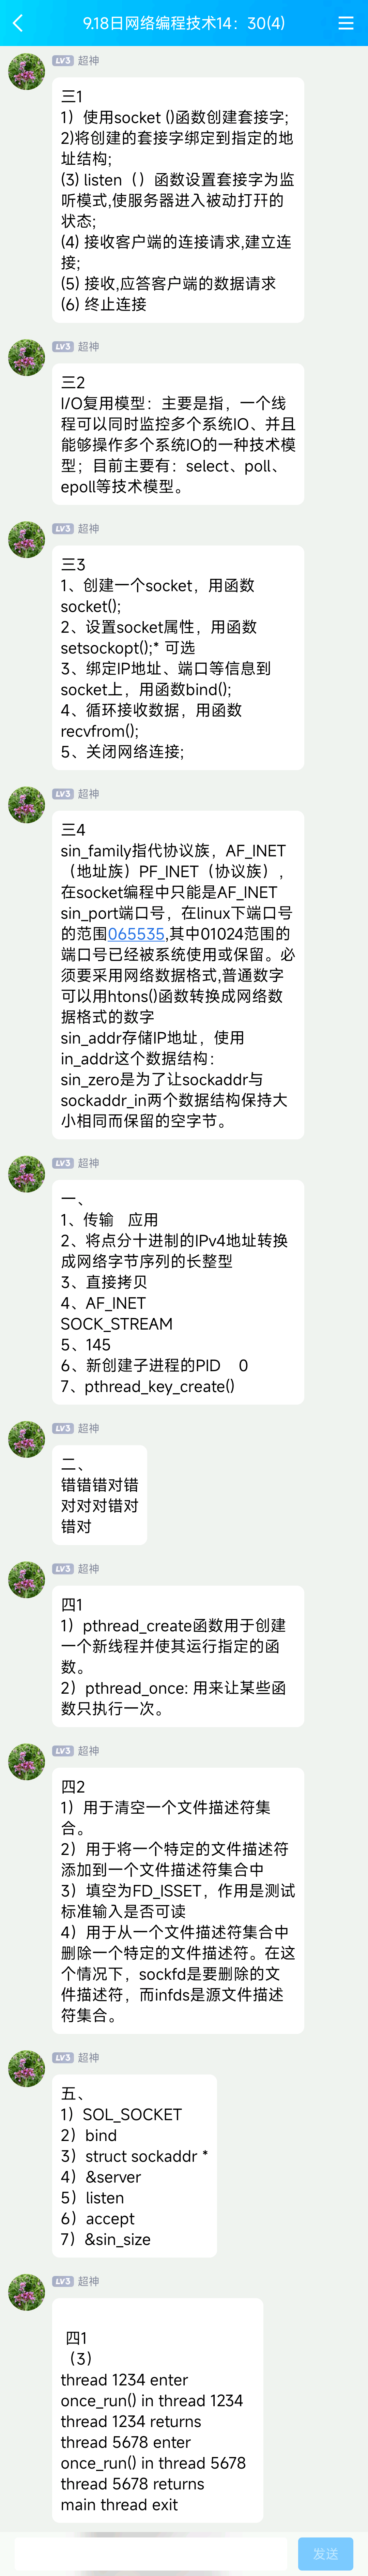 9.18日网络编程技术14：30(4)
LV3 超神
三1
1）使用socket ()函数创建套接字;
2)将创建的套接字绑定到指定的地
址结构;
(3) listen（）函数设置套接字为监
听模式,使服务器进入被动打开的
状态;
(4) 接收客户端的连接请求,建立连
接;
(5) 接收,应答客户端的数据请求
(6) 终止连接
LV3 超神
三2
I/O复用模型：主要是指，一个线
程可以同时监控多个系统IO、并且
能够操作多个系统IO的一种技术模
型；目前主要有：select、poll、
epoll等技术模型。
LV3 超神
三3
1、创建一个socket，用函数
socket();
2、设置socket属性，用函数
setsockopt();* 可选
3、绑定IP地址、端口等信息到
socket上，用函数bind();
4、循环接收数据，用函数
recvfrom();
5、关闭网络连接;
LV3 超神
三4
sin_family指代协议族，AF_INET
（地址族）PF_INET（协议族），
在socket编程中只能是AF_INET
sin_port端口号，在linux下端口号
的范围065535,其中01024范围的
端口号已经被系统使用或保留。必
须要采用网络数据格式,普通数字
可以用htons()函数转换成网络数
据格式的数字
sin_addr存储IP地址，使用
in_addr这个数据结构：
sin_zero是为了让sockaddr与
sockaddr_in两个数据结构保持大
小相同而保留的空字节。
LV3 超神
一、
1、传输 应用
2、将点分十进制的IPv4地址转换
成网络字节序列的长整型
3、直接拷贝
4、AF_INET
SOCK_STREAM
5、145
6、新创建子进程的PID 0
7、pthread_key_create()
LV3 超神
二、
错错错对错
对对对错对
错对
LV3 超神
四1
1）pthread_create函数用于创建
一个新线程并使其运行指定的函
数。
2）pthread_once: 用来让某些函
数只执行一次。
LV3 超神
四2
1）用于清空一个文件描述符集
合。
2）用于将一个特定的文件描述符
添加到一个文件描述符集合中
3）填空为FD_ISSET，作用是测试
标准输入是否可读
4）用于从一个文件描述符集合中
删除一个特定的文件描述符。在这
个情况下，sockfd是要删除的文
件描述符，而infds是源文件描述
符集合。
LV3 超神
五、
1）SOL_SOCKET
2）bind
3）struct sockaddr *
4）&server
5）listen
6）accept
7）&sin_size
LV3 超神
四1
（3）
thread 1234 enter
once_run() in thread 1234
thread 1234 returns
thread 5678 enter
once_run() in thread 5678
thread 5678 returns
main thread exit
发送